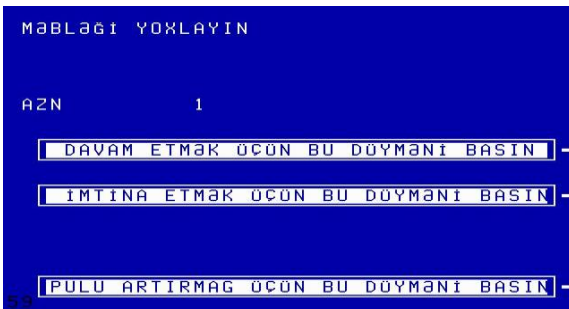 MƏBLƏĞİ YOXLAYIN
AZN 1
DAVAM ETMƏK ÜÇÜN BU DÜYMƏNİ BASIN
İMTİNA ETMƏK ÜÇÜN BU DÜYMƏNİ BASIN
PULU ARTIRMAG ÜÇÜN BU DÜYMƏNİ BASIN
59